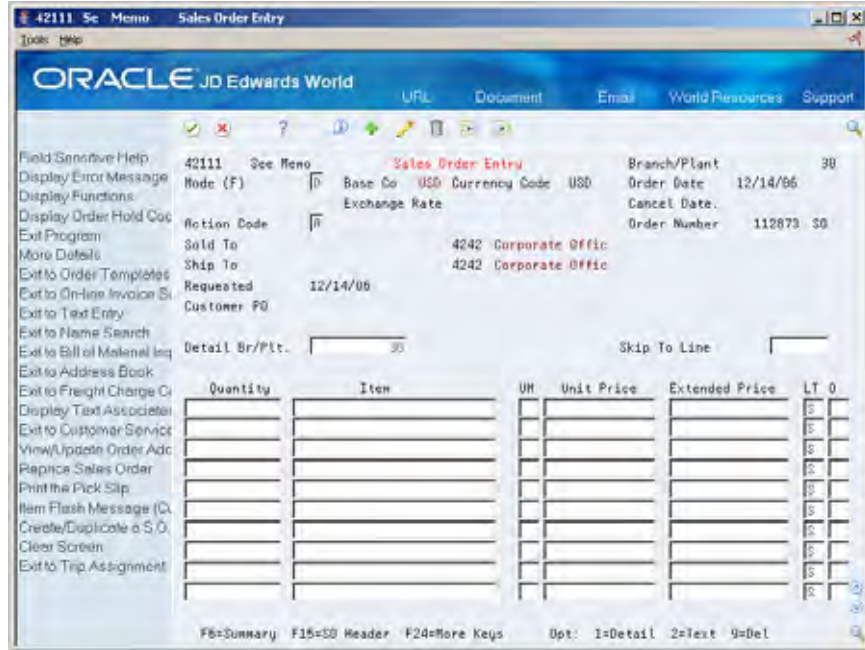 42111 See Memo Sales Order Entry
Tools Help
ORACLE JD Edwards World
URL Document Email World Resources Support
?
Field Sensitive Help
Display Error Message
Display Functions
Display Order Hold Coc
Exit Program
More Details
Exit to Order Templates
Exit to On-line Invoice Su
Exit to Text Entry
Exit to Name Search
Exit to Bill of Material Inq
Exit to Address Book
Exit to Freight Charge Ca
Display Text Associated
Exit to Customer Service
View/Update Order Adc
Reprice Sales Order
Print the Pick Slip
Item Flash Message (Cu
Create/Duplicate a S.O.
Clear Screen
Exit to Trip Assignment
42111 See Memo Sales Order Entry Branch/Plant 30
Mode (F) D Base Co USD Currency Code USD Order Date 12/14/06
Exchange Rate Cancel Date.
Action Code A Order Number 112873 SO
Sold To 4242 Corporate Offic
Ship To 4242 Corporate Offic
Requested 12/14/06
Customer PO
Detail Br/Plt. 30 Skip To Line
Quantity Item UM Unit Price Extended Price LT O
S
S
S
S
S
S
S
S
S
S
F6=Summary F15=SO Header F24=More Keys Opt: 1=Detail 2=Text 9=Del